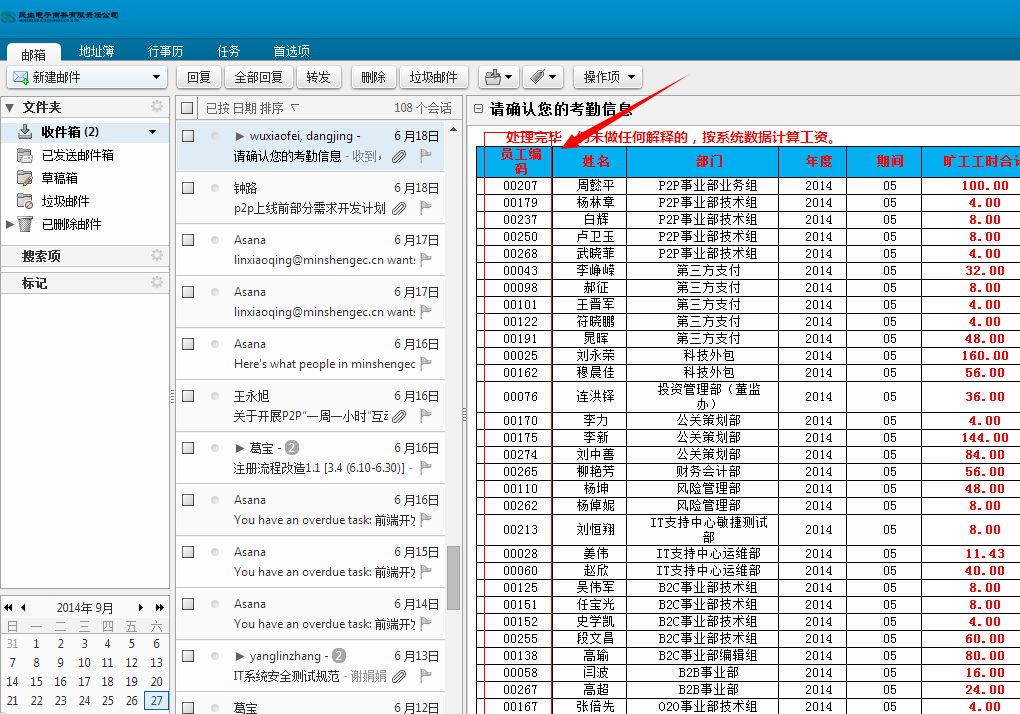 民生电子商务有限责任公司
邮箱 地址簿 行事历 任务 首选项
新建邮件 回复 全部回复 转发 删除 垃圾邮件 操作项
文件夹
收件箱 (2)
已发送邮件箱
草稿箱
垃圾邮件
已删除邮件
搜索项
标记
2014年 9月
日 一 二 三 四 五 六
31 1 2 3 4 5 6
7 8 9 10 11 12 13
14 15 16 17 18 19 20
21 22 23 24 25 26 27
已按 日期 排序 108 个会话
wuxiaofei, dangjing - 6 月18日
请确认您的考勤信息 - 收到，
钟路 6 月18日
p2p上线前部分需求开发计划
Asana 6 月17日
linxiaoqing@minshengec.cn wants
Asana 6 月17日
linxiaoqing@minshengec.cn wants
Asana 6 月16日
Here's what people in minshengec
王永旭 6 月16日
关于开展P2P“一周一小时”互动
葛宝 - 2 6 月16日
注册流程改造1.1 [3.4 (6.10-6.30)] -
Asana 6 月16日
You have an overdue task: 前端开发
Asana 6 月15日
You have an overdue task: 前端开发
Asana 6 月14日
You have an overdue task: 前端开发
yanglinzhang - 2 6 月13日
IT系统安全测试规范 - 谢娟娟
葛宝 6 月12日
请确认您的考勤信息
处理完毕 仍未做任何解释的，按系统数据计算工资。
员工编码 姓名 部门 年度 期间 旷工工时合计
00207 周懿平 P2P事业部业务组 2014 05 100.00
00179 杨林章 P2P事业部技术组 2014 05 4.00
00237 白辉 P2P事业部技术组 2014 05 8.00
00250 卢卫玉 P2P事业部技术组 2014 05 8.00
00268 武晓菲 P2P事业部技术组 2014 05 4.00
00043 李峥嵘 第三方支付 2014 05 32.00
00098 郝征 第三方支付 2014 05 8.00
00101 王晋军 第三方支付 2014 05 4.00
00122 符晓鹏 第三方支付 2014 05 4.00
00191 晁晖 第三方支付 2014 05 48.00
00025 刘永荣 科技外包 2014 05 160.00
00162 穆晨佳 科技外包 2014 05 56.00
00076 连洪铎 投资管理部（董监办） 2014 05 36.00
00170 李力 公关策划部 2014 05 4.00
00175 李新 公关策划部 2014 05 144.00
00274 刘中蔷 公关策划部 2014 05 84.00
00265 柳艳芳 财务会计部 2014 05 56.00
00110 杨坤 风险管理部 2014 05 48.00
00262 杨倬妮 风险管理部 2014 05 8.00
00213 刘恒翔 IT支持中心敏捷测试部 2014 05 8.00
00028 姜伟 IT支持中心运维部 2014 05 11.43
00060 赵欣 IT支持中心运维部 2014 05 40.00
00125 吴伟军 B2C事业部技术组 2014 05 8.00
00151 任宝光 B2C事业部技术组 2014 05 8.00
00152 史学凯 B2C事业部技术组 2014 05 4.00
00255 段文昌 B2C事业部技术组 2014 05 60.00
00138 高瑜 B2C事业部编辑组 2014 05 80.00
00058 闫波 B2B事业部 2014 05 16.00
00267 高超 B2B事业部 2014 05 24.00
00167 张倍先 O2O事业部技术组 2014 05 4.00